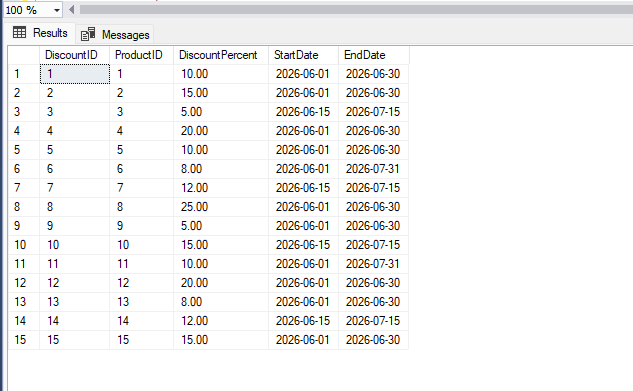 100 %
Results Messages
DiscountID ProductID DiscountPercent StartDate EndDate
1 1 1 10.00 2026-06-01 2026-06-30
2 2 2 15.00 2026-06-01 2026-06-30
3 3 3 5.00 2026-06-15 2026-07-15
4 4 4 20.00 2026-06-01 2026-06-30
5 5 5 10.00 2026-06-01 2026-06-30
6 6 6 8.00 2026-06-01 2026-07-31
7 7 7 12.00 2026-06-15 2026-07-15
8 8 8 25.00 2026-06-01 2026-06-30
9 9 9 5.00 2026-06-01 2026-06-30
10 10 10 15.00 2026-06-15 2026-07-15
11 11 11 10.00 2026-06-01 2026-07-31
12 12 12 20.00 2026-06-01 2026-06-30
13 13 13 8.00 2026-06-01 2026-06-30
14 14 14 12.00 2026-06-15 2026-07-15
15 15 15 15.00 2026-06-01 2026-06-30